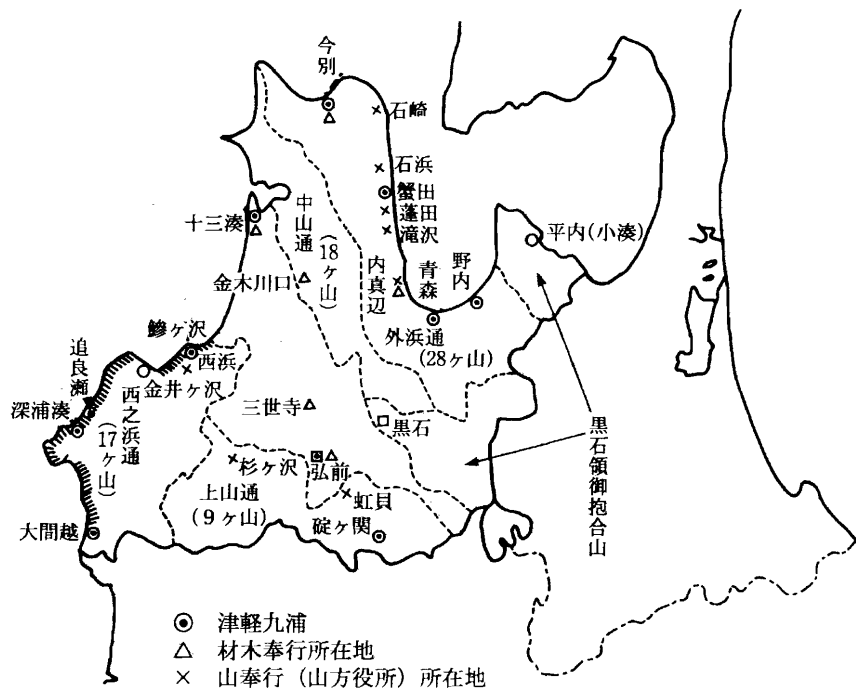 今別
石崎
石浜
蟹田
蓬田
滝沢
十三湊
中山通
(18ヶ山)
金木川口
内真辺
青森
野内
平内(小湊)
外浜通
(28ヶ山)
鰺ヶ沢
西浜
追良瀬
金井ヶ沢
深浦湊
西之浜通
(17ヶ山)
三世寺
黒石
黒石領御抱合山
杉ヶ沢
弘前
上山通
(9ヶ山)
虹貝
碇ヶ関
大間越
津軽九浦
材木奉行所在地
山奉行(山方役所)所在地